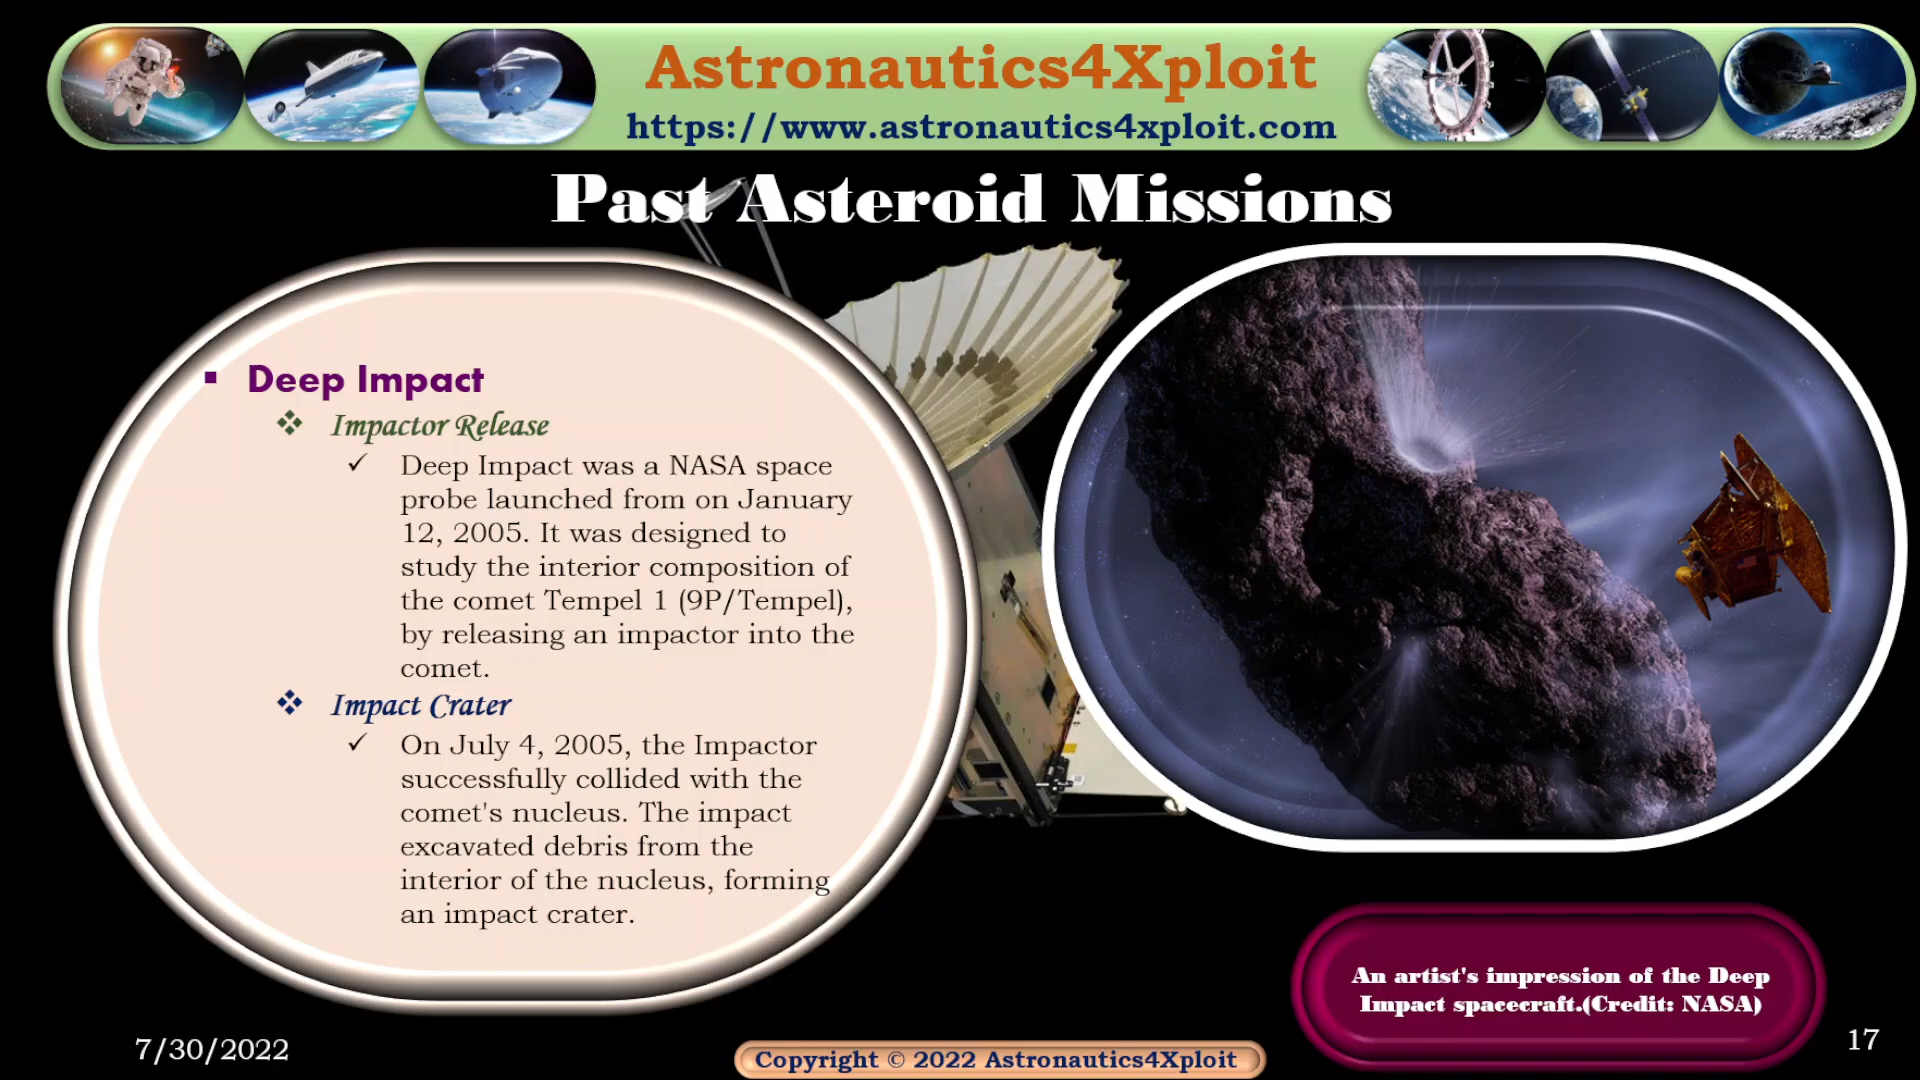 Astronautics4Xploit
https://www.astronautics4xploit.com
Past Asteroid Missions
Deep Impact
Impactor Release
Deep Impact was a NASA space
probe launched from on January
12, 2005. It was designed to
study the interior composition of
the comet Tempel 1 (9P/Tempel),
by releasing an impactor into the
comet.
Impact Crater
On July 4, 2005, the Impactor
successfully collided with the
comet's nucleus. The impact
excavated debris from the
interior of the nucleus, forming
an impact crater.
An artist's impression of the Deep
Impact spacecraft.(Credit: NASA)
7/30/2022
Copyright © 2022 Astronautics4Xploit
17